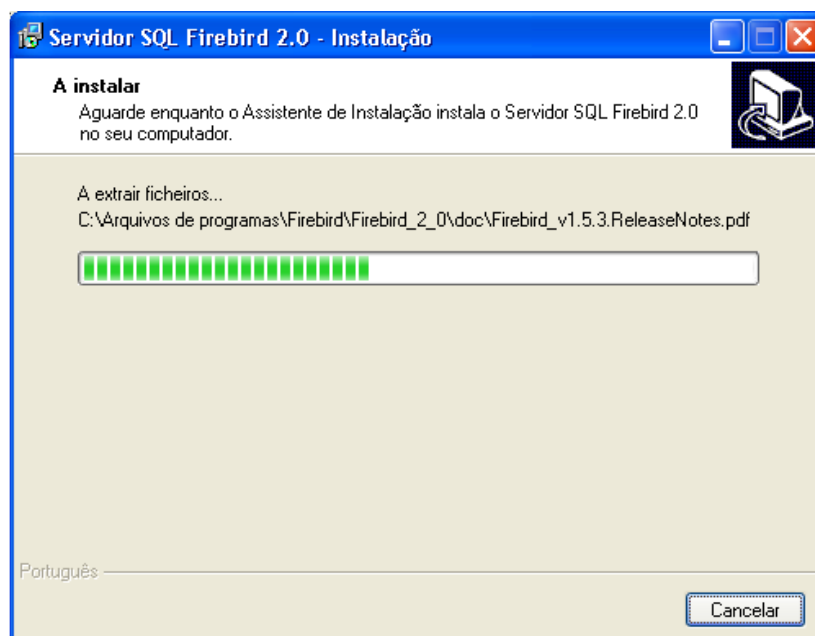 Servidor SQL Firebird 2.0 - Instalação
A instalar
Aguarde enquanto o Assistente de Instalação instala o Servidor SQL Firebird 2.0
no seu computador.
A extrair ficheiros...
C:\Arquivos de programas\Firebird\Firebird_2_0\doc\Firebird_v1.5.3.ReleaseNotes.pdf
Português
Cancelar